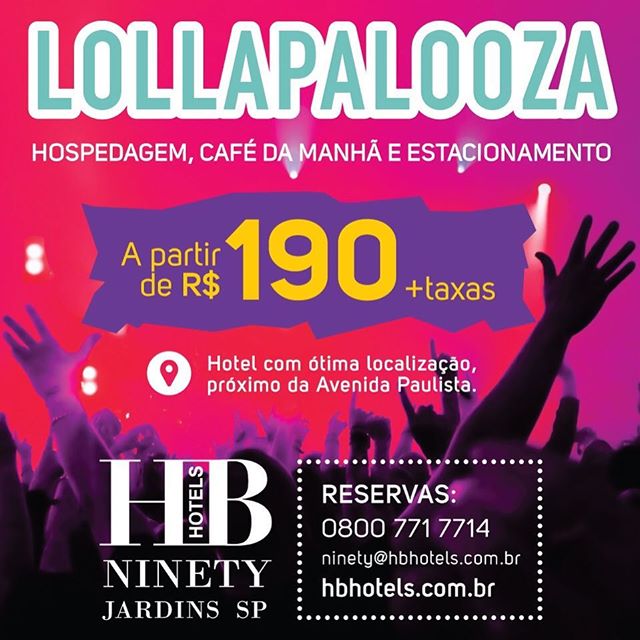 LOLLAPALOOZA
HOSPEDAGEM, CAFÉ DA MANHÃ E ESTACIONAMENTO
A partir
de R$ 190 +taxas
Hotel com ótima localização,
próximo da Avenida Paulista.
HB
HOTELS
NINETY
JARDINS SP
RESERVAS:
0800 771 7714
ninety@hbhotels.com.br
hbhotels.com.br